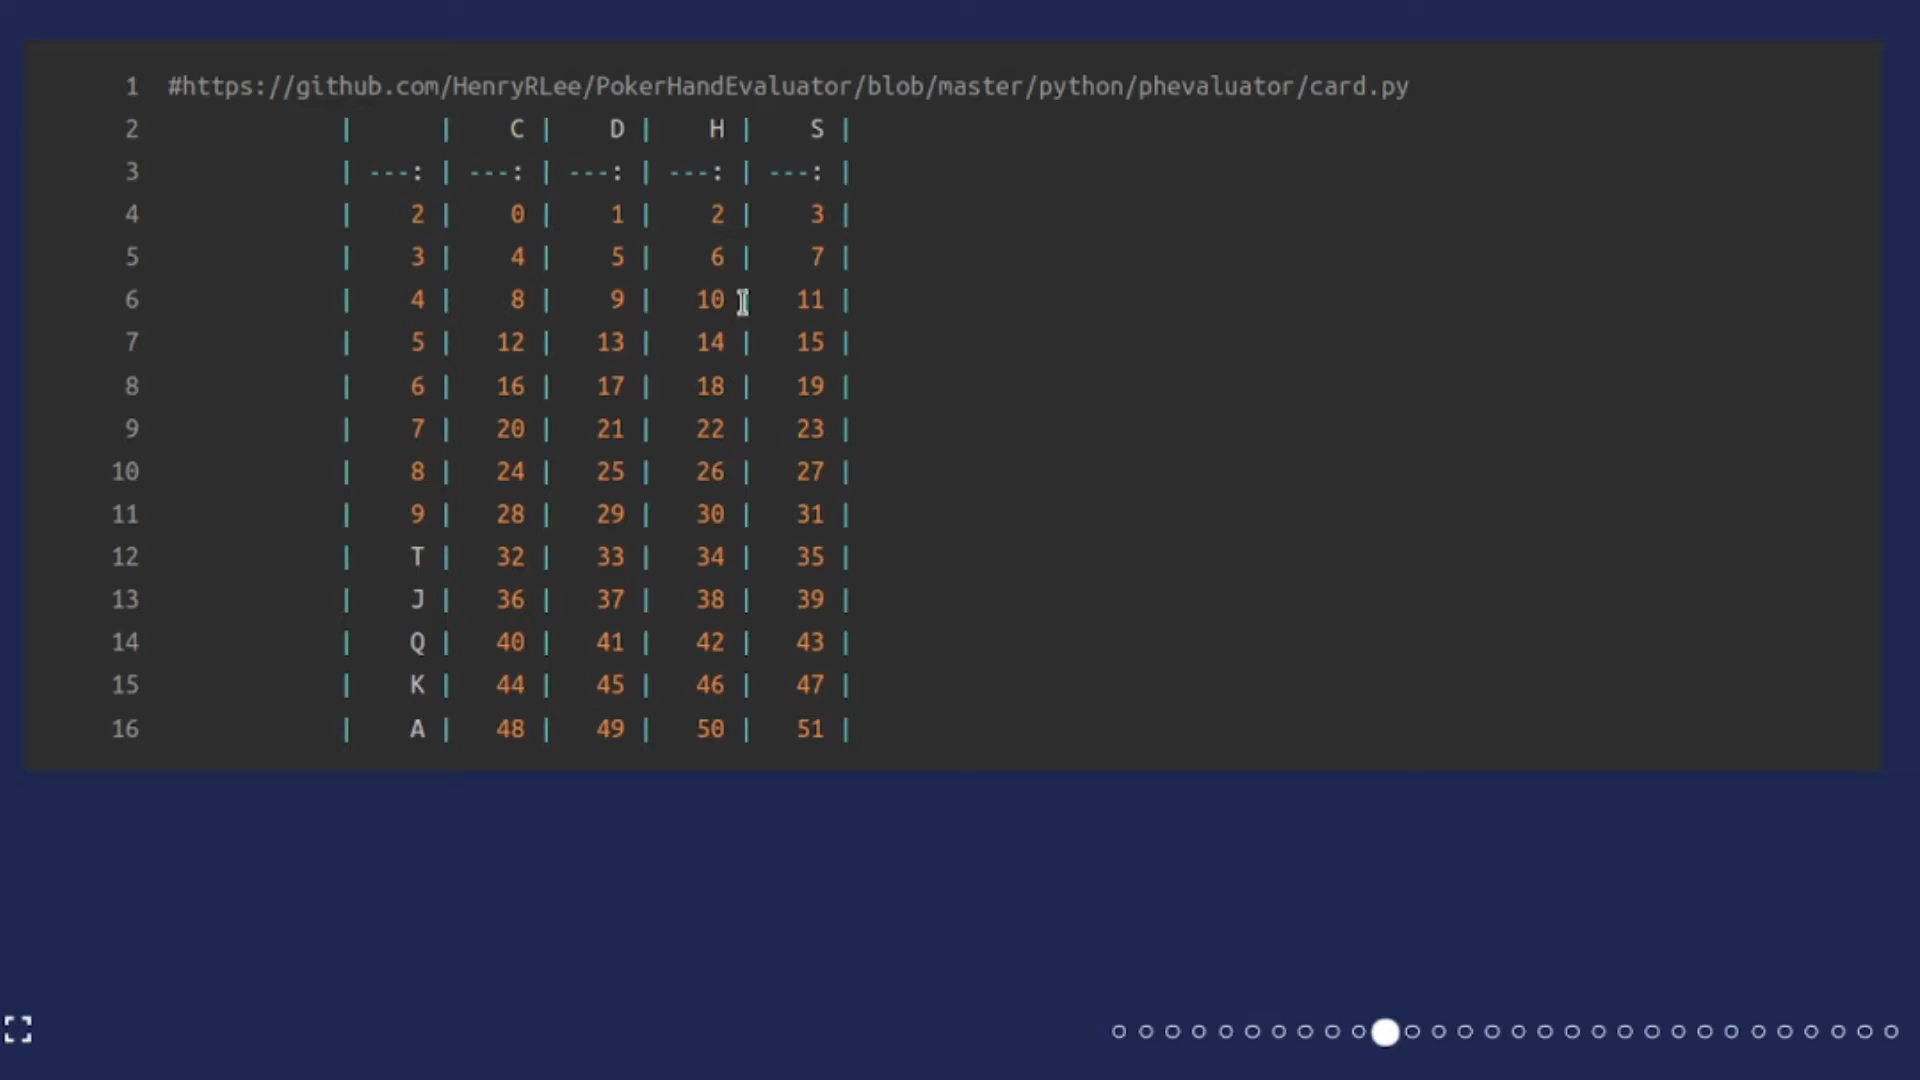 1 #https://github.com/HenryRLee/PokerHandEvaluator/blob/master/python/phevaluator/card.py
2 | | C | D | H | S |
3 | ---: | ---: | ---: | ---: | ---: |
4 | 2 | 0 | 1 | 2 | 3 |
5 | 3 | 4 | 5 | 6 | 7 |
6 | 4 | 8 | 9 | 10 | 11 |
7 | 5 | 12 | 13 | 14 | 15 |
8 | 6 | 16 | 17 | 18 | 19 |
9 | 7 | 20 | 21 | 22 | 23 |
10 | 8 | 24 | 25 | 26 | 27 |
11 | 9 | 28 | 29 | 30 | 31 |
12 | T | 32 | 33 | 34 | 35 |
13 | J | 36 | 37 | 38 | 39 |
14 | Q | 40 | 41 | 42 | 43 |
15 | K | 44 | 45 | 46 | 47 |
16 | A | 48 | 49 | 50 | 51 |